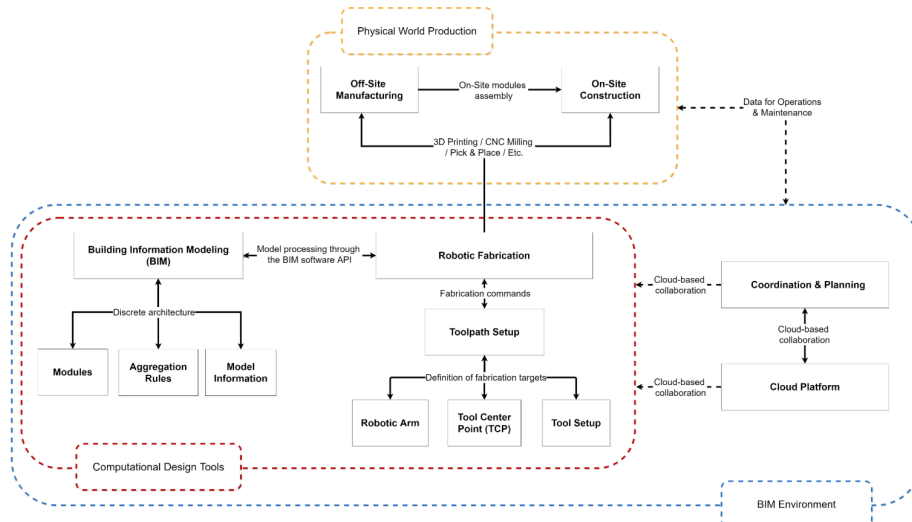 Physical World Production
Off-Site
Manufacturing
On-Site modules
assembly
On-Site
Construction
Data for Operations
& Maintenance
3D Printing / CNC Milling
/ Pick & Place / Etc.
Building Information Modeling
(BIM)
Model processing through
the BIM software API
Robotic Fabrication
Cloud-based
collaboration
Coordination & Planning
Fabrication commands
Discrete architecture
Toolpath Setup
Cloud-based
collaboration
Modules
Aggregation
Rules
Model
Information
Definition of fabrication targets
Cloud-based
collaboration
Cloud Platform
Robotic Arm
Tool Center
Point (TCP)
Tool Setup
Computational Design Tools
BIM Environment